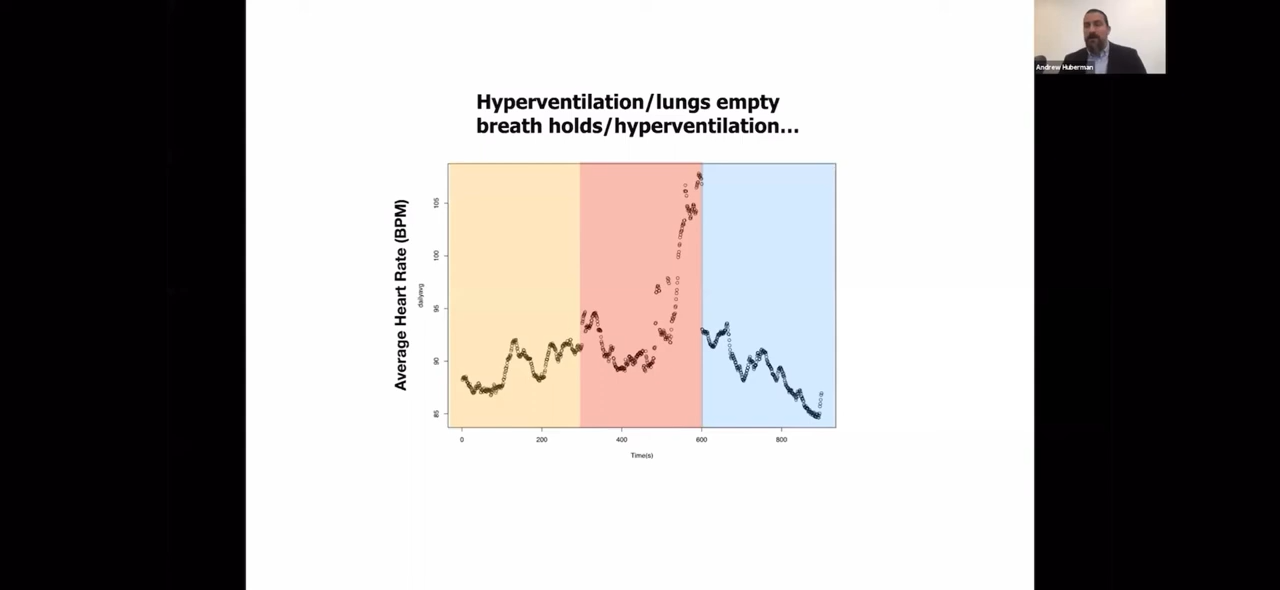 Andrew Huberman
Hyperventilation/lungs empty
breath holds/hyperventilation...
Average Heart Rate (BPM)
dailyavg
105
100
95
90
85
0 200 400 600 800
Time(s)